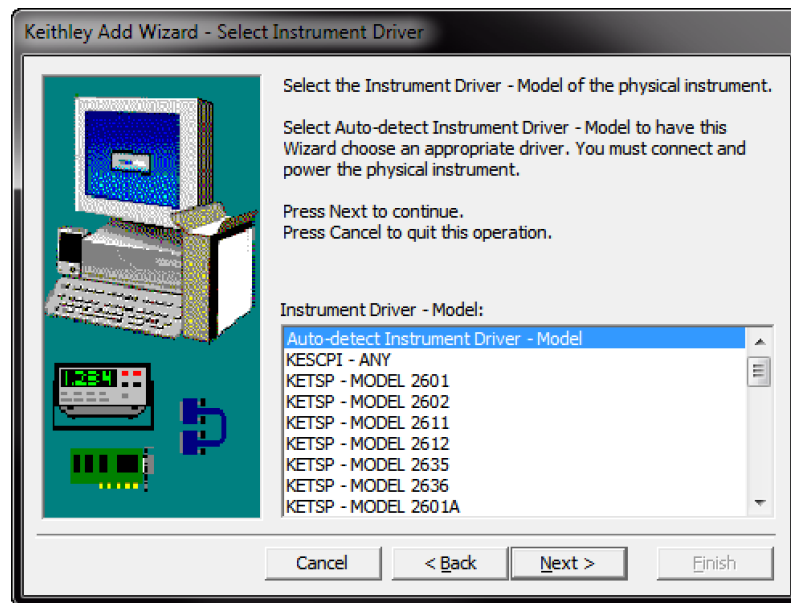 Keithley Add Wizard - Select Instrument Driver
Select the Instrument Driver - Model of the physical instrument.
Select Auto-detect Instrument Driver - Model to have this
Wizard choose an appropriate driver. You must connect and
power the physical instrument.
Press Next to continue.
Press Cancel to quit this operation.
Instrument Driver - Model:
Auto-detect Instrument Driver - Model
KESCPI - ANY
KETSP - MODEL 2601
KETSP - MODEL 2602
KETSP - MODEL 2611
KETSP - MODEL 2612
KETSP - MODEL 2635
KETSP - MODEL 2636
KETSP - MODEL 2601A
1.284
Cancel
< Back
Next >
Finish